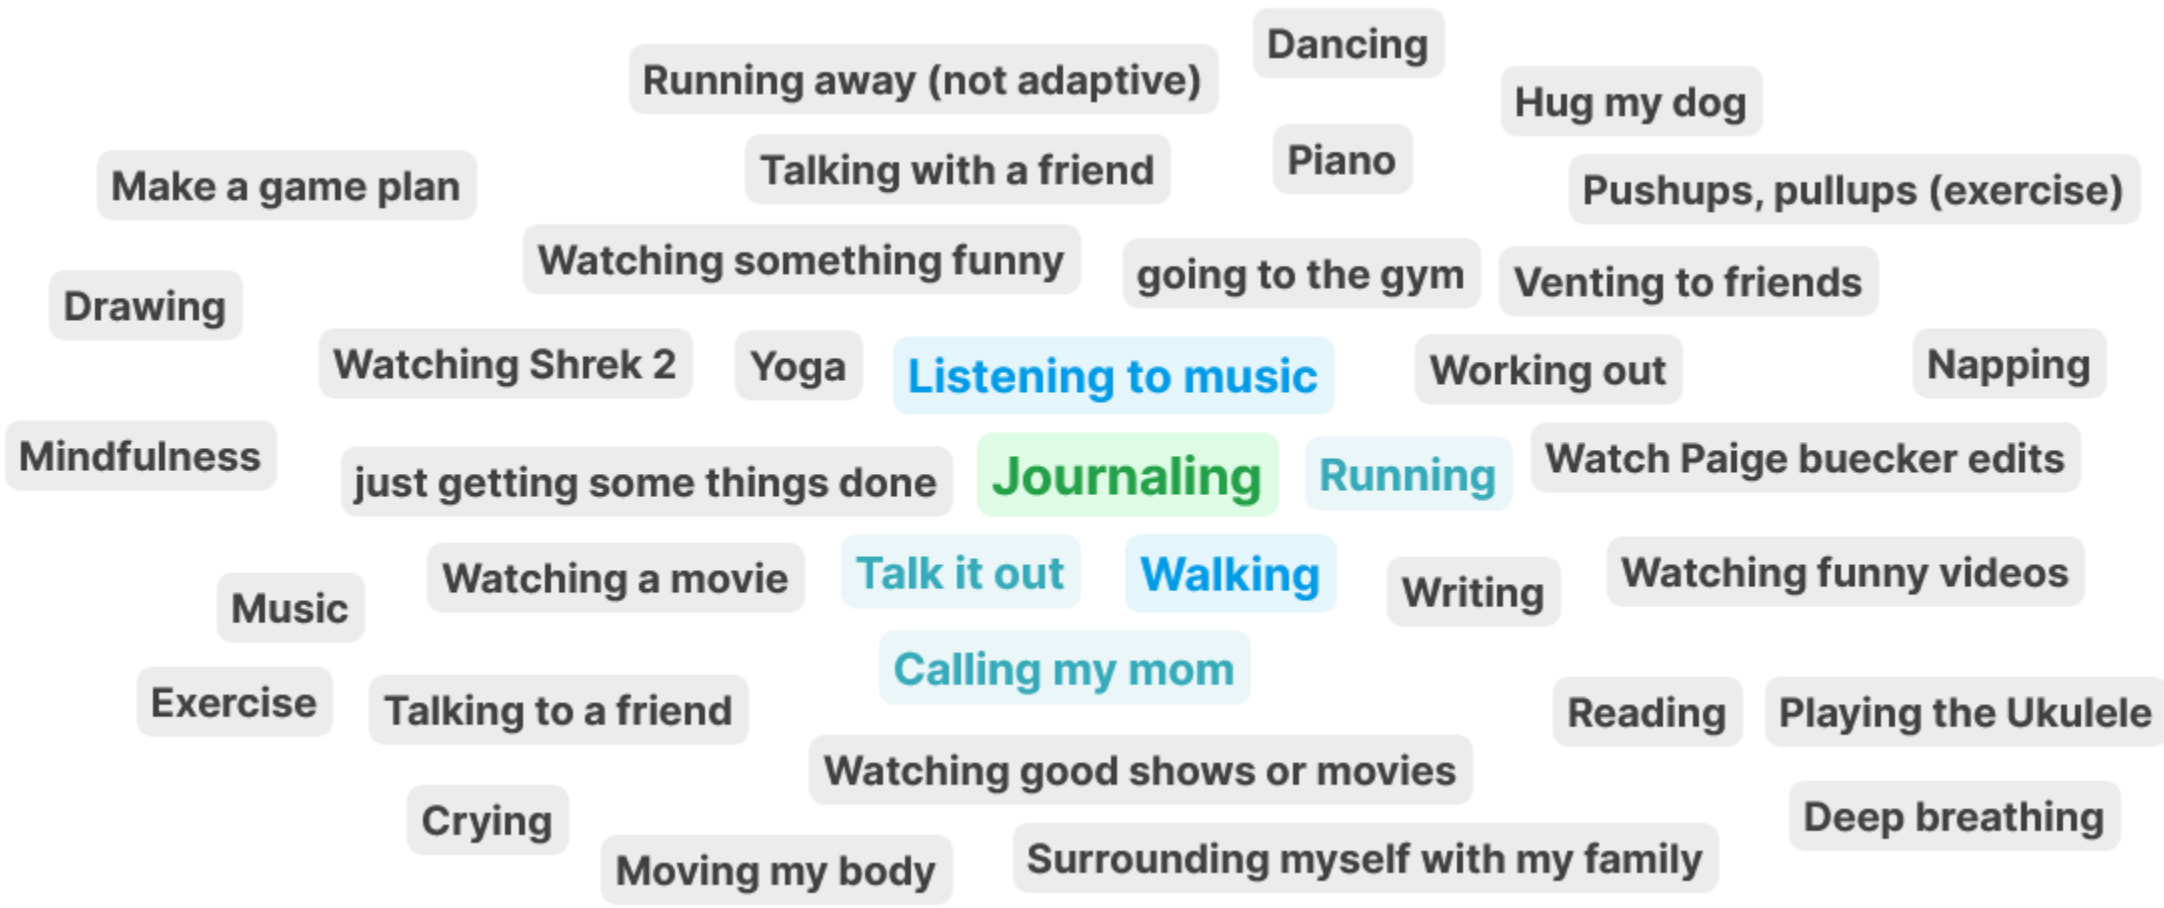 Dancing
Running away (not adaptive)
Hug my dog
Talking with a friend
Piano
Make a game plan
Pushups, pullups (exercise)
Watching something funny
going to the gym
Venting to friends
Drawing
Watching Shrek 2
Yoga
Listening to music
Working out
Napping
Mindfulness
just getting some things done
Journaling
Running
Watch Paige buecker edits
Watching a movie
Talk it out
Walking
Writing
Watching funny videos
Music
Calling my mom
Exercise
Talking to a friend
Reading
Playing the Ukulele
Watching good shows or movies
Crying
Deep breathing
Moving my body
Surrounding myself with my family